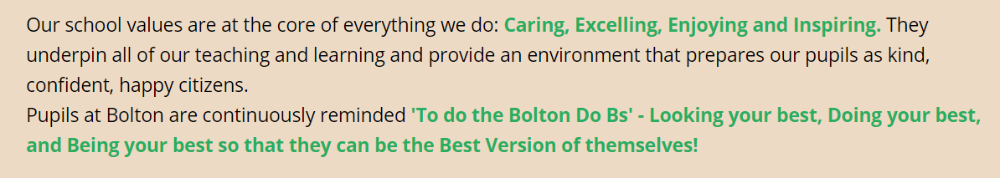 Our school values are at the core of everything we do: Caring, Excelling, Enjoying and Inspiring. They
underpin all of our teaching and learning and provide an environment that prepares our pupils as kind,
confident, happy citizens.
Pupils at Bolton are continuously reminded 'To do the Bolton Do Bs' - Looking your best, Doing your best,
and Being your best so that they can be the Best Version of themselves!